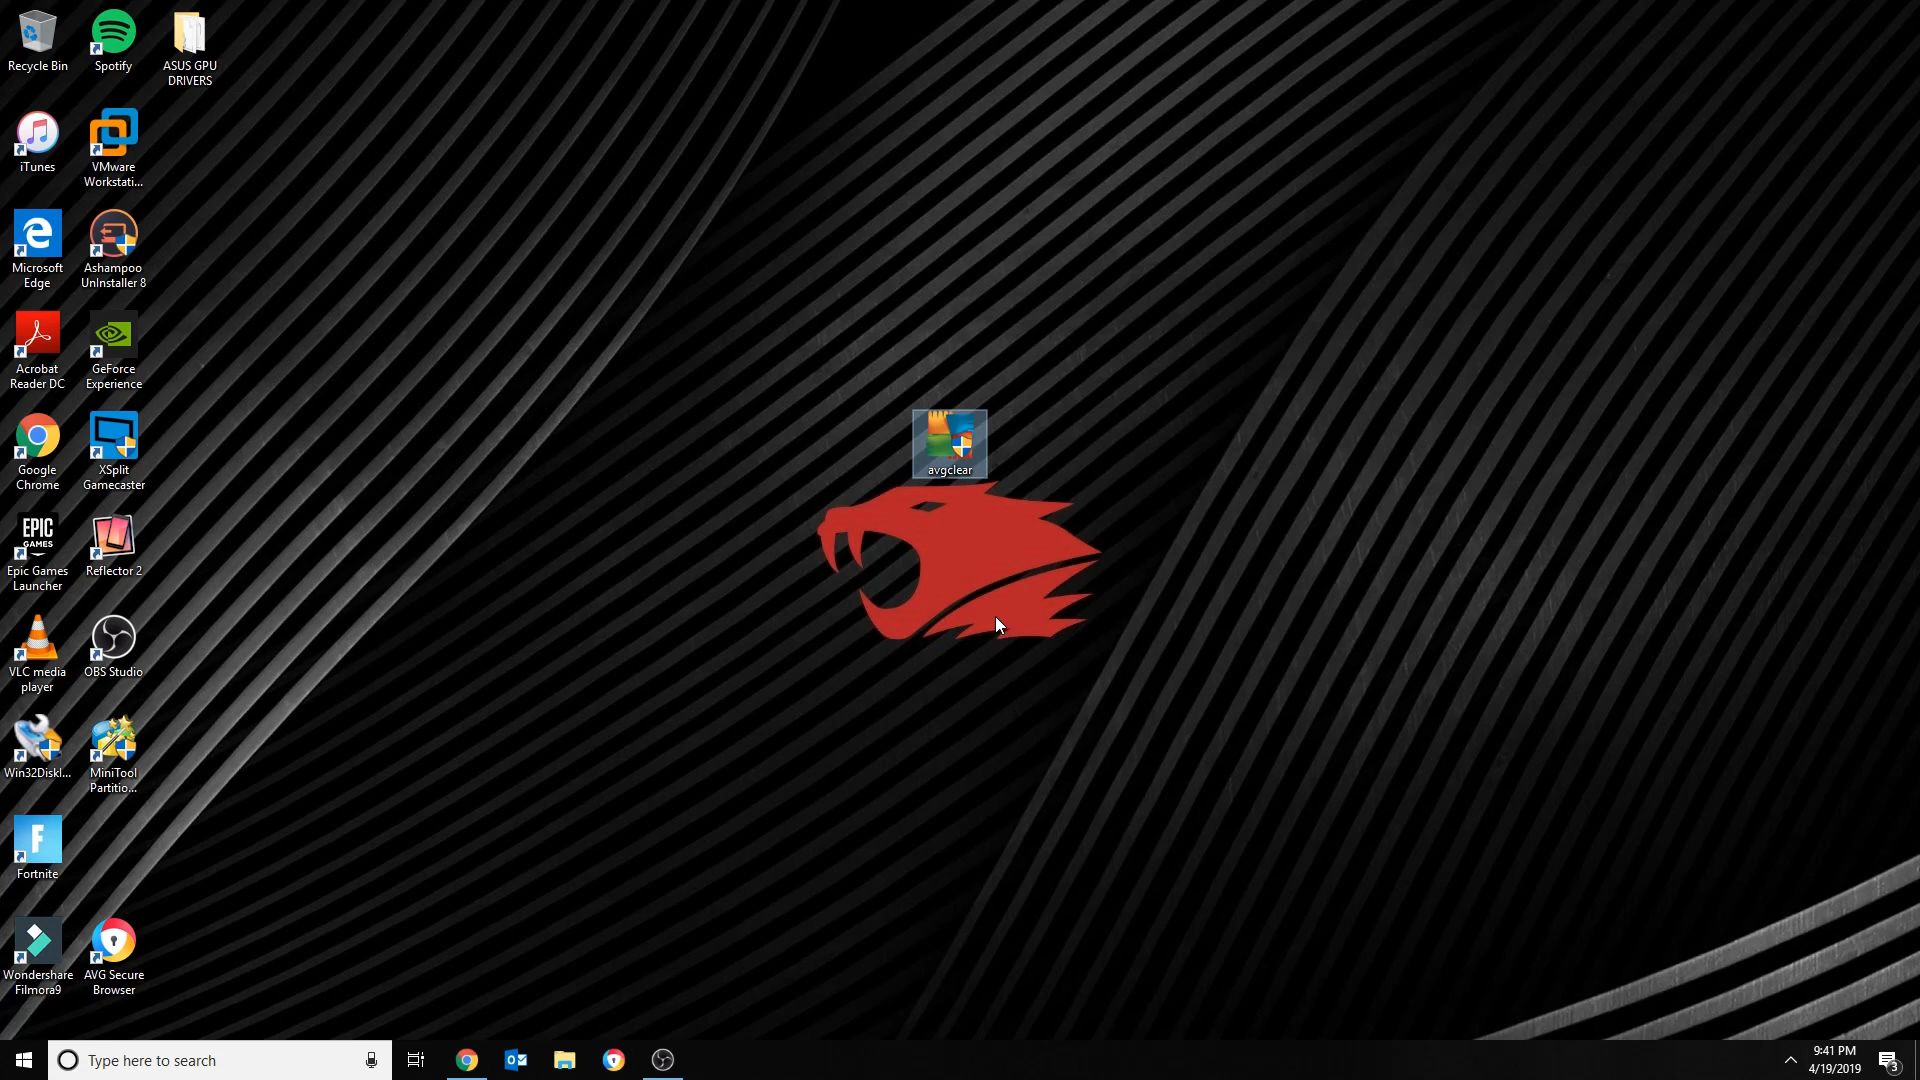 Recycle Bin
Spotify
ASUS GPU
DRIVERS
iTunes
VMware
Workstati...
Microsoft
Edge
Ashampoo
UnInstaller 8
Acrobat
Reader DC
GeForce
Experience
Google
Chrome
XSplit
Gamecaster
avgclear
EPIC
GAMES
Epic Games
Launcher
Reflector 2
VLC media
player
OBS Studio
Win32DiskI...
MiniTool
Partitio...
F
Fortnite
Wondershare
Filmora9
AVG Secure
Browser
Type here to search
9:41 PM
4/19/2019
3